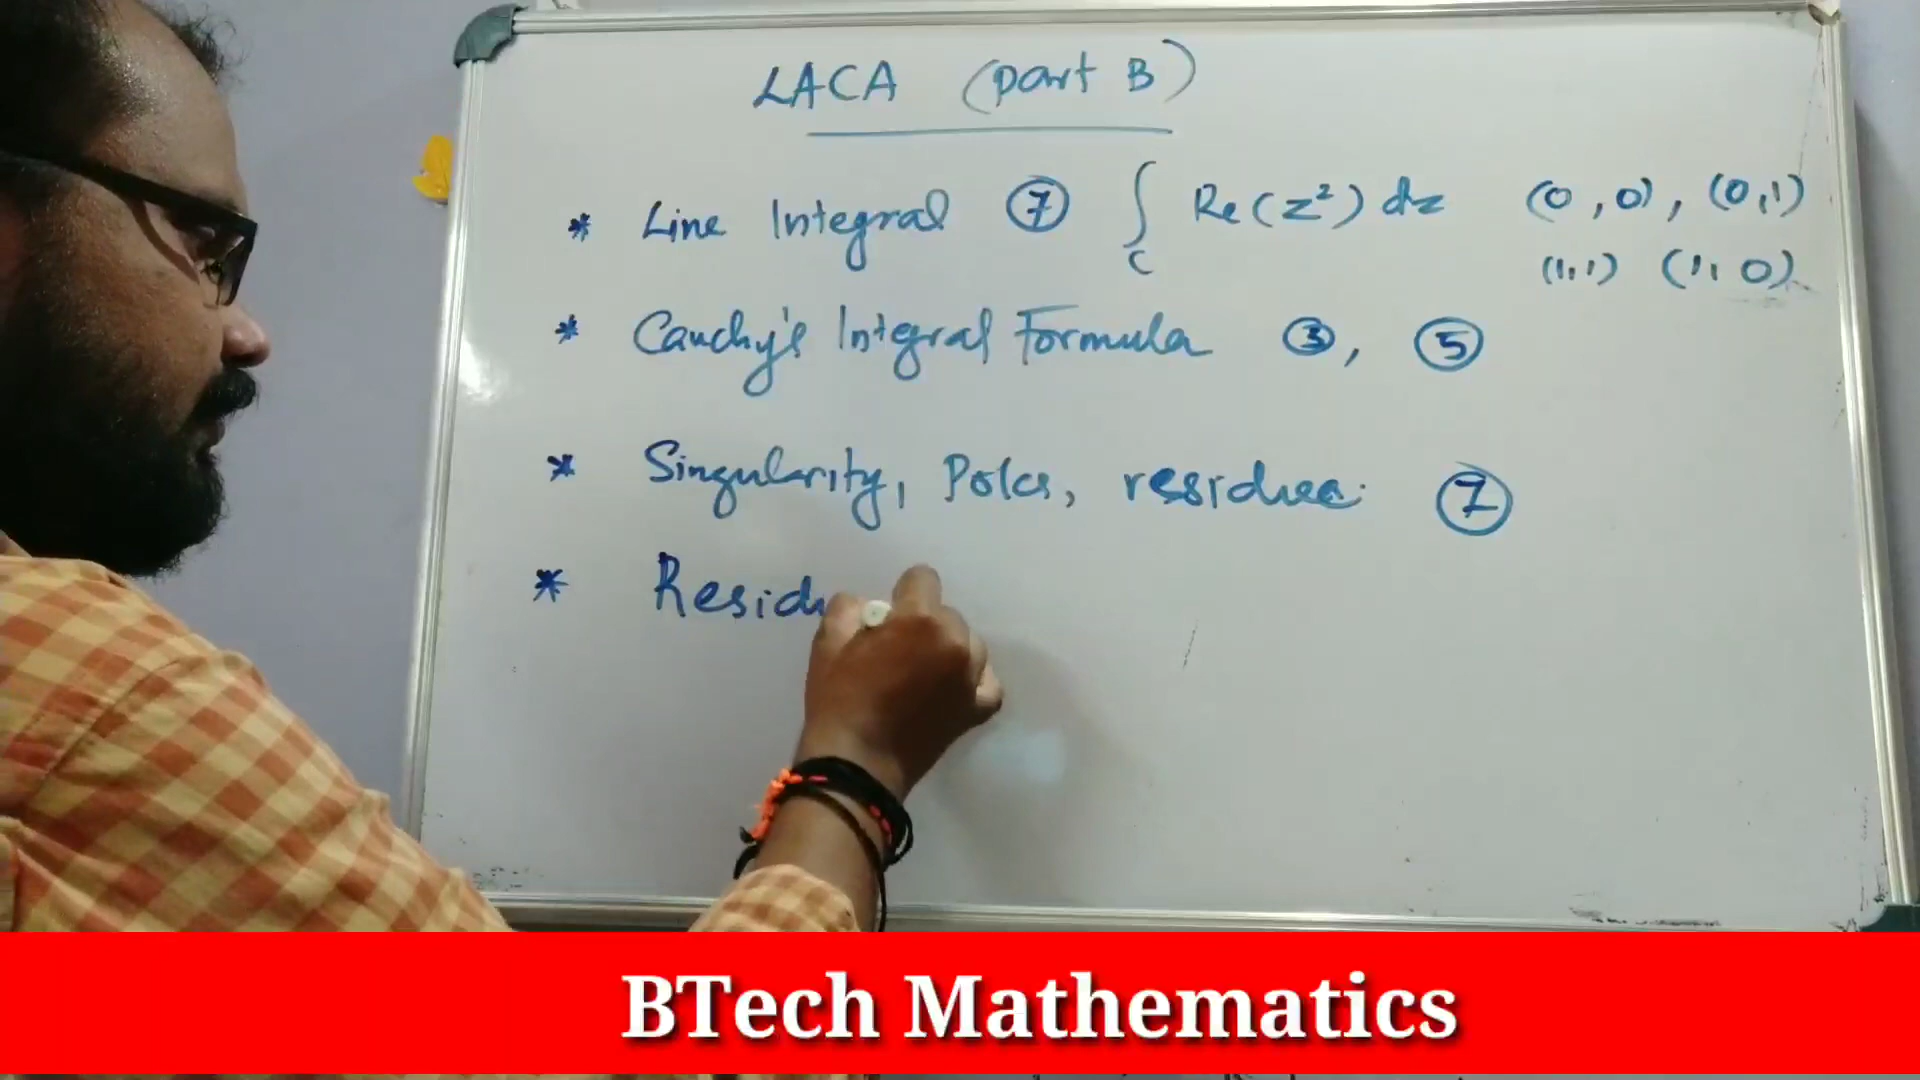 LACA (part B)
* Line Integral ⑦ ∫_C Re(z²) dz (0,0), (0,1)
(1,1) (1,0)
* Cauchy's Integral Formula ③, ⑤
* Singularity, Poles, residues. ⑦
* Resid
BTech Mathematics